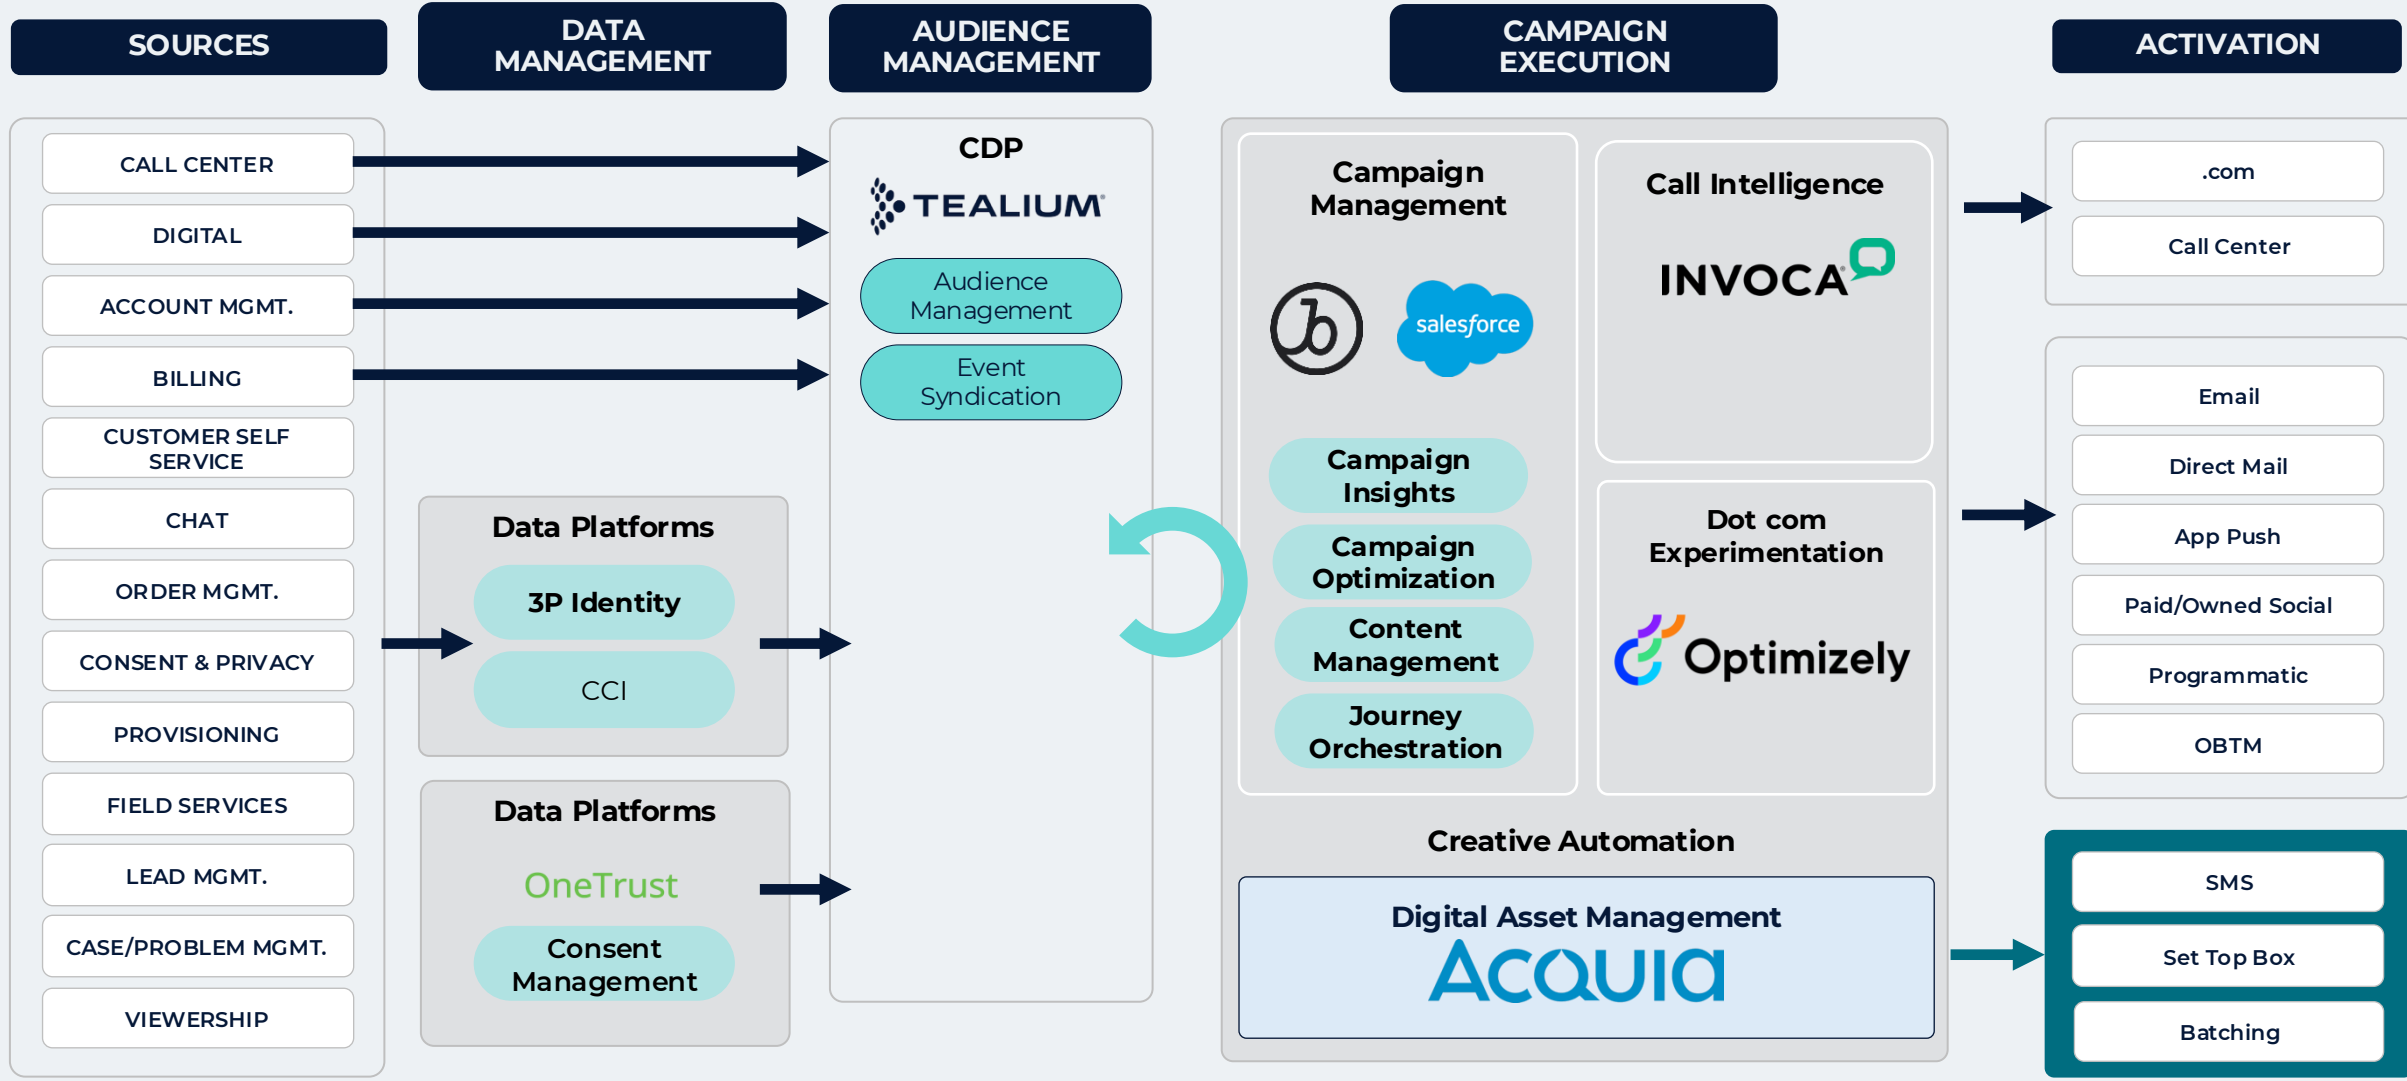 SOURCES
DATA
MANAGEMENT
AUDIENCE
MANAGEMENT
CAMPAIGN
EXECUTION
ACTIVATION
CALL CENTER
DIGITAL
ACCOUNT MGMT.
BILLING
CUSTOMER SELF
SERVICE
CHAT
ORDER MGMT.
CONSENT & PRIVACY
PROVISIONING
FIELD SERVICES
LEAD MGMT.
CASE/PROBLEM MGMT.
VIEWERSHIP
Data Platforms
3P Identity
CCI
Data Platforms
OneTrust
Consent
Management
CDP
TEALIUM
Audience
Management
Event
Syndication
Campaign
Management
salesforce
Campaign
Insights
Campaign
Optimization
Content
Management
Journey
Orchestration
Call Intelligence
INVOCA
Dot com
Experimentation
Optimizely
Creative Automation
Digital Asset Management
ACQUIA
.com
Call Center
Email
Direct Mail
App Push
Paid/Owned Social
Programmatic
OBTM
SMS
Set Top Box
Batching